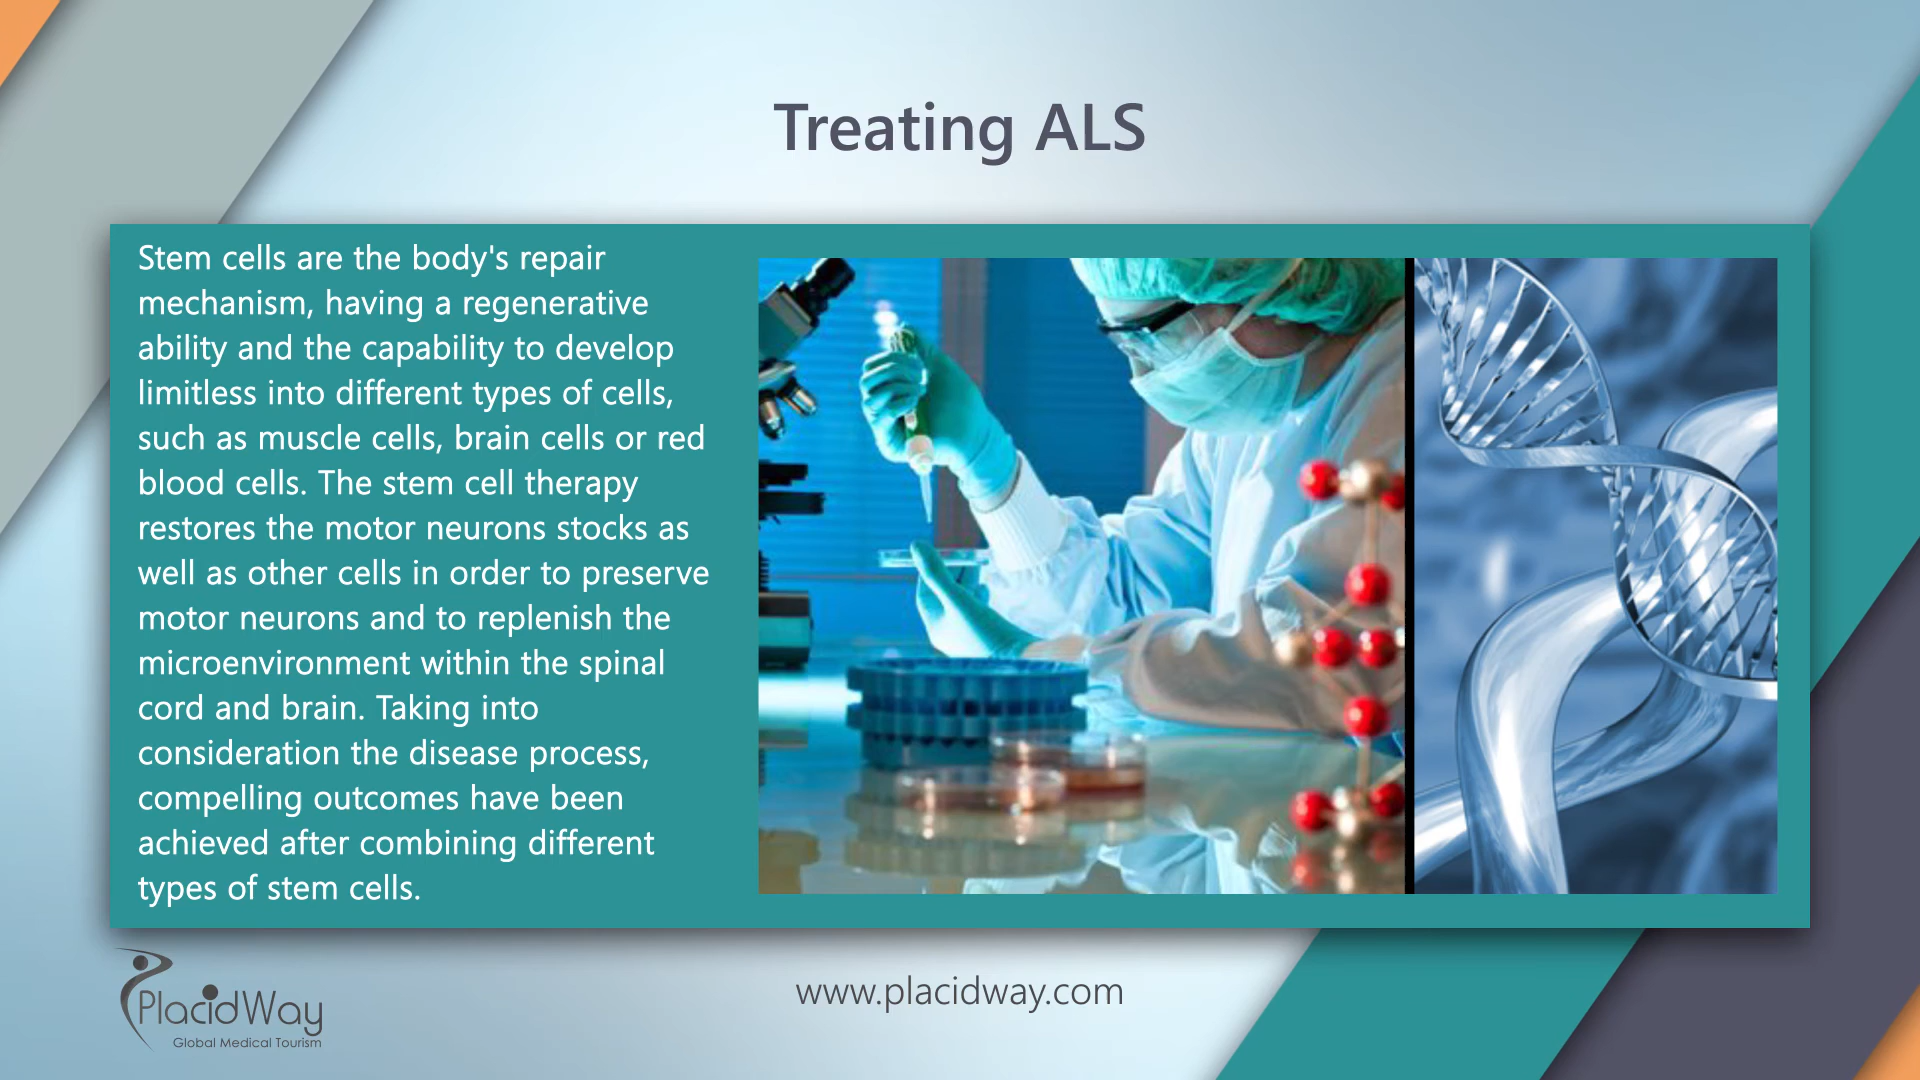 Treating ALS
Stem cells are the body's repair
mechanism, having a regenerative
ability and the capability to develop
limitless into different types of cells,
such as muscle cells, brain cells or red
blood cells. The stem cell therapy
restores the motor neurons stocks as
well as other cells in order to preserve
motor neurons and to replenish the
microenvironment within the spinal
cord and brain. Taking into
consideration the disease process,
compelling outcomes have been
achieved after combining different
types of stem cells.
PlacidWay
Global Medical Tourism
www.placidway.com